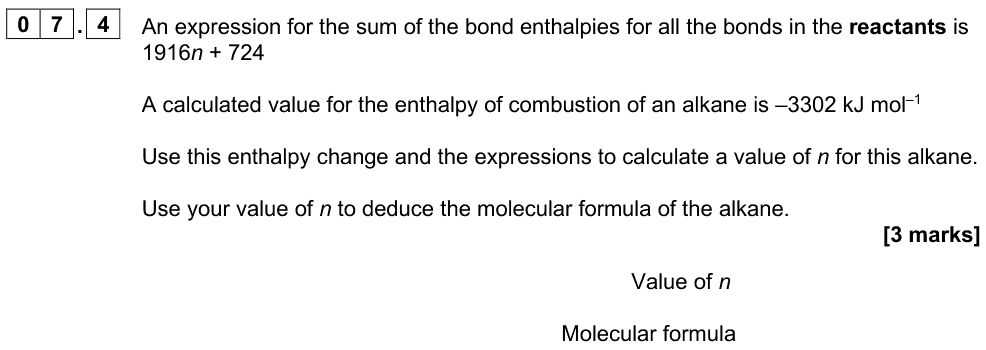 0 7 . 4 An expression for the sum of the bond enthalpies for all the bonds in the reactants is
1916n + 724
A calculated value for the enthalpy of combustion of an alkane is –3302 kJ mol⁻¹
Use this enthalpy change and the expressions to calculate a value of n for this alkane.
Use your value of n to deduce the molecular formula of the alkane.
[3 marks]
Value of n
Molecular formula